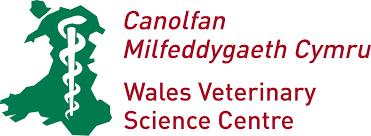 Canolfan
Milfeddygaeth Cymru
Wales Veterinary
Science Centre